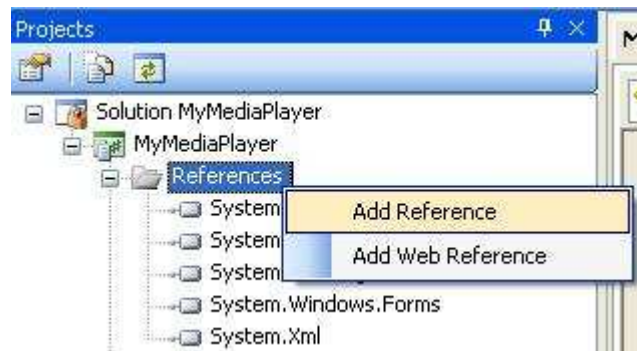 Projects
Solution MyMediaPlayer
MyMediaPlayer
References
System
Add Reference
System
Add Web Reference
System.
System.Windows.Forms
System.Xml